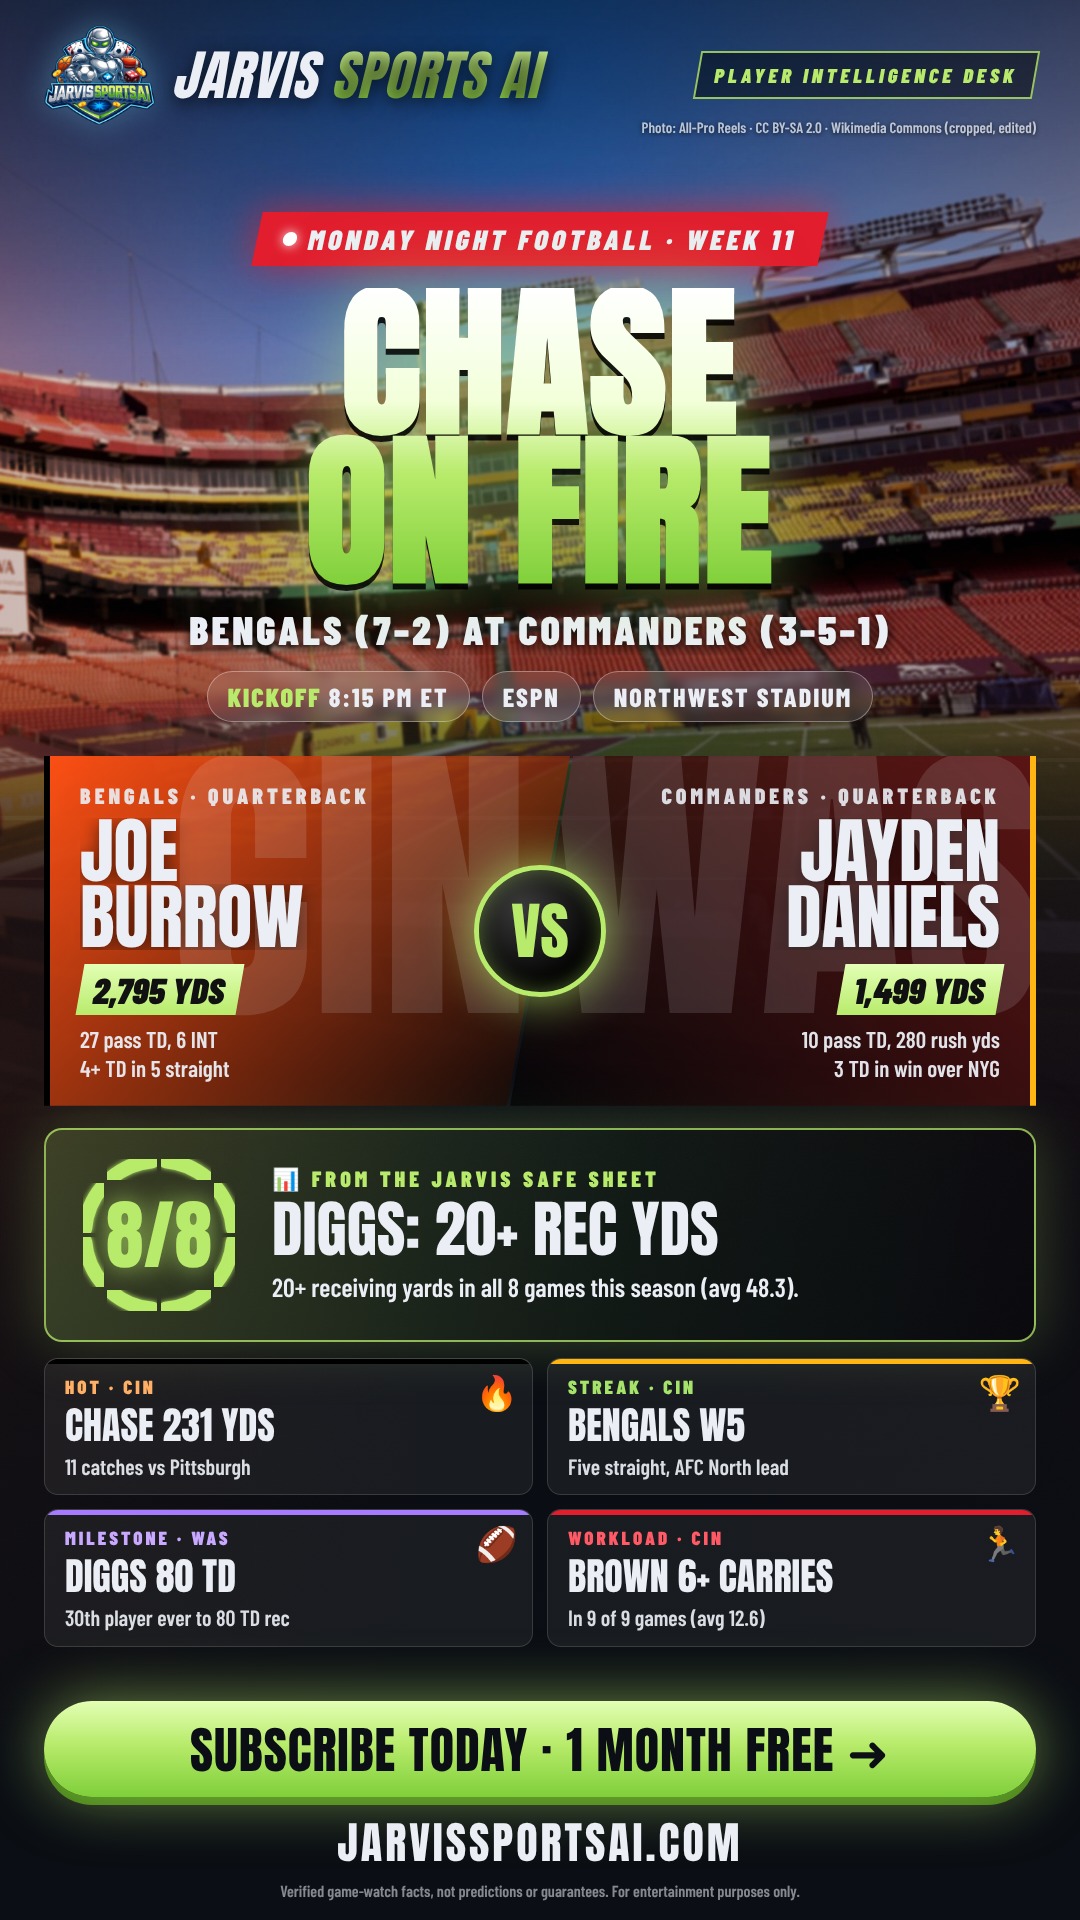 JARVISSPORTSAI
JARVIS SPORTS AI
PLAYER INTELLIGENCE DESK
Photo: All-Pro Reels · CC BY-SA 2.0 · Wikimedia Commons (cropped, edited)
MONDAY NIGHT FOOTBALL · WEEK 11
CHASE
ON FIRE
A Better Waste Company
BENGALS (7-2) AT COMMANDERS (3-5-1)
KICKOFF 8:15 PM ET
ESPN
NORTHWEST STADIUM
CIN
WAS
BENGALS · QUARTERBACK
JOE
BURROW
2,795 YDS
27 pass TD, 6 INT
4+ TD in 5 straight
VS
COMMANDERS · QUARTERBACK
JAYDEN
DANIELS
1,499 YDS
10 pass TD, 280 rush yds
3 TD in win over NYG
8/8
📊 FROM THE JARVIS SAFE SHEET
DIGGS: 20+ REC YDS
20+ receiving yards in all 8 games this season (avg 48.3).
HOT · CIN
CHASE 231 YDS
11 catches vs Pittsburgh
STREAK · CIN
BENGALS W5
Five straight, AFC North lead
MILESTONE · WAS
DIGGS 80 TD
30th player ever to 80 TD rec
WORKLOAD · CIN
BROWN 6+ CARRIES
In 9 of 9 games (avg 12.6)
SUBSCRIBE TODAY · 1 MONTH FREE →
JARVISSPORTSAI.COM
Verified game-watch facts, not predictions or guarantees. For entertainment purposes only.